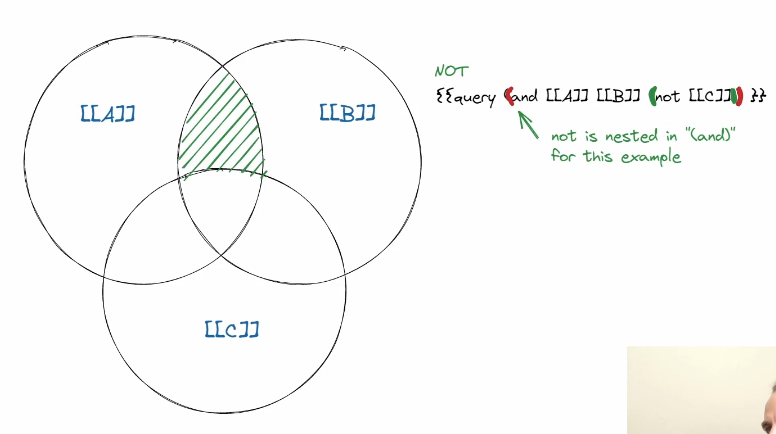 [[A]]
[[B]]
[[C]]
NOT
{{query (and [[A]] [[B]] (not [[C]])) }}
not is nested in "(and)"
for this example